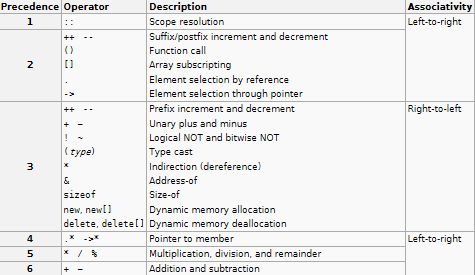 Precedence Operator Description Associativity
1 :: Scope resolution Left-to-right
++ -- Suffix/postfix increment and decrement
() Function call
2 [] Array subscripting
. Element selection by reference
-> Element selection through pointer
++ -- Prefix increment and decrement Right-to-left
+ − Unary plus and minus
! ~ Logical NOT and bitwise NOT
(type) Type cast
3 * Indirection (dereference)
& Address-of
sizeof Size-of
new, new[] Dynamic memory allocation
delete, delete[] Dynamic memory deallocation
4 .* ->* Pointer to member Left-to-right
5 * / % Multiplication, division, and remainder
6 + − Addition and subtraction